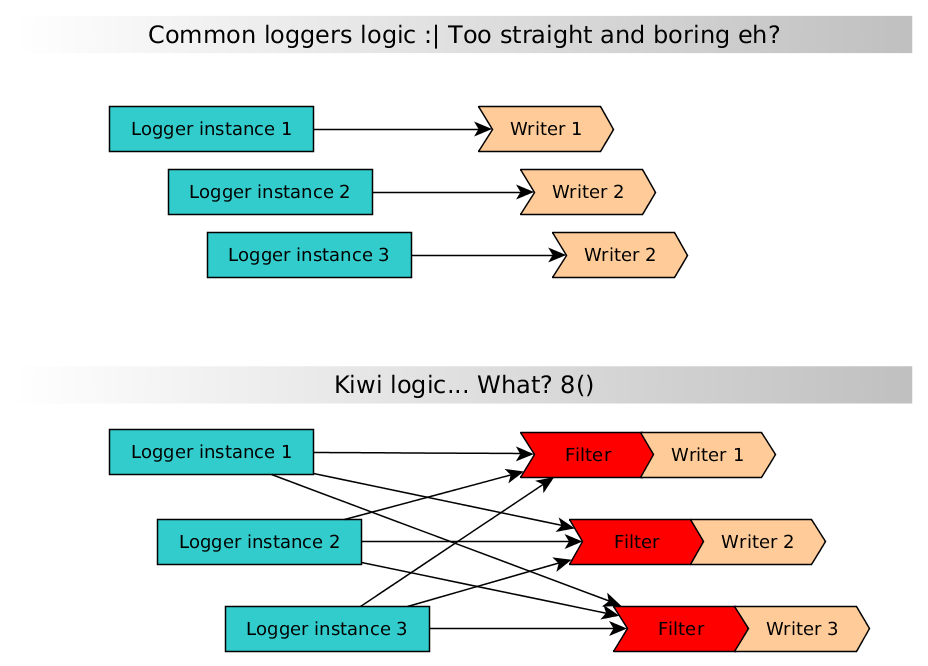 Common loggers logic :| Too straight and boring eh?
Logger instance 1
Writer 1
Logger instance 2
Writer 2
Logger instance 3
Writer 2
Kiwi logic... What? 8()
Logger instance 1
Filter
Writer 1
Logger instance 2
Filter
Writer 2
Logger instance 3
Filter
Writer 3